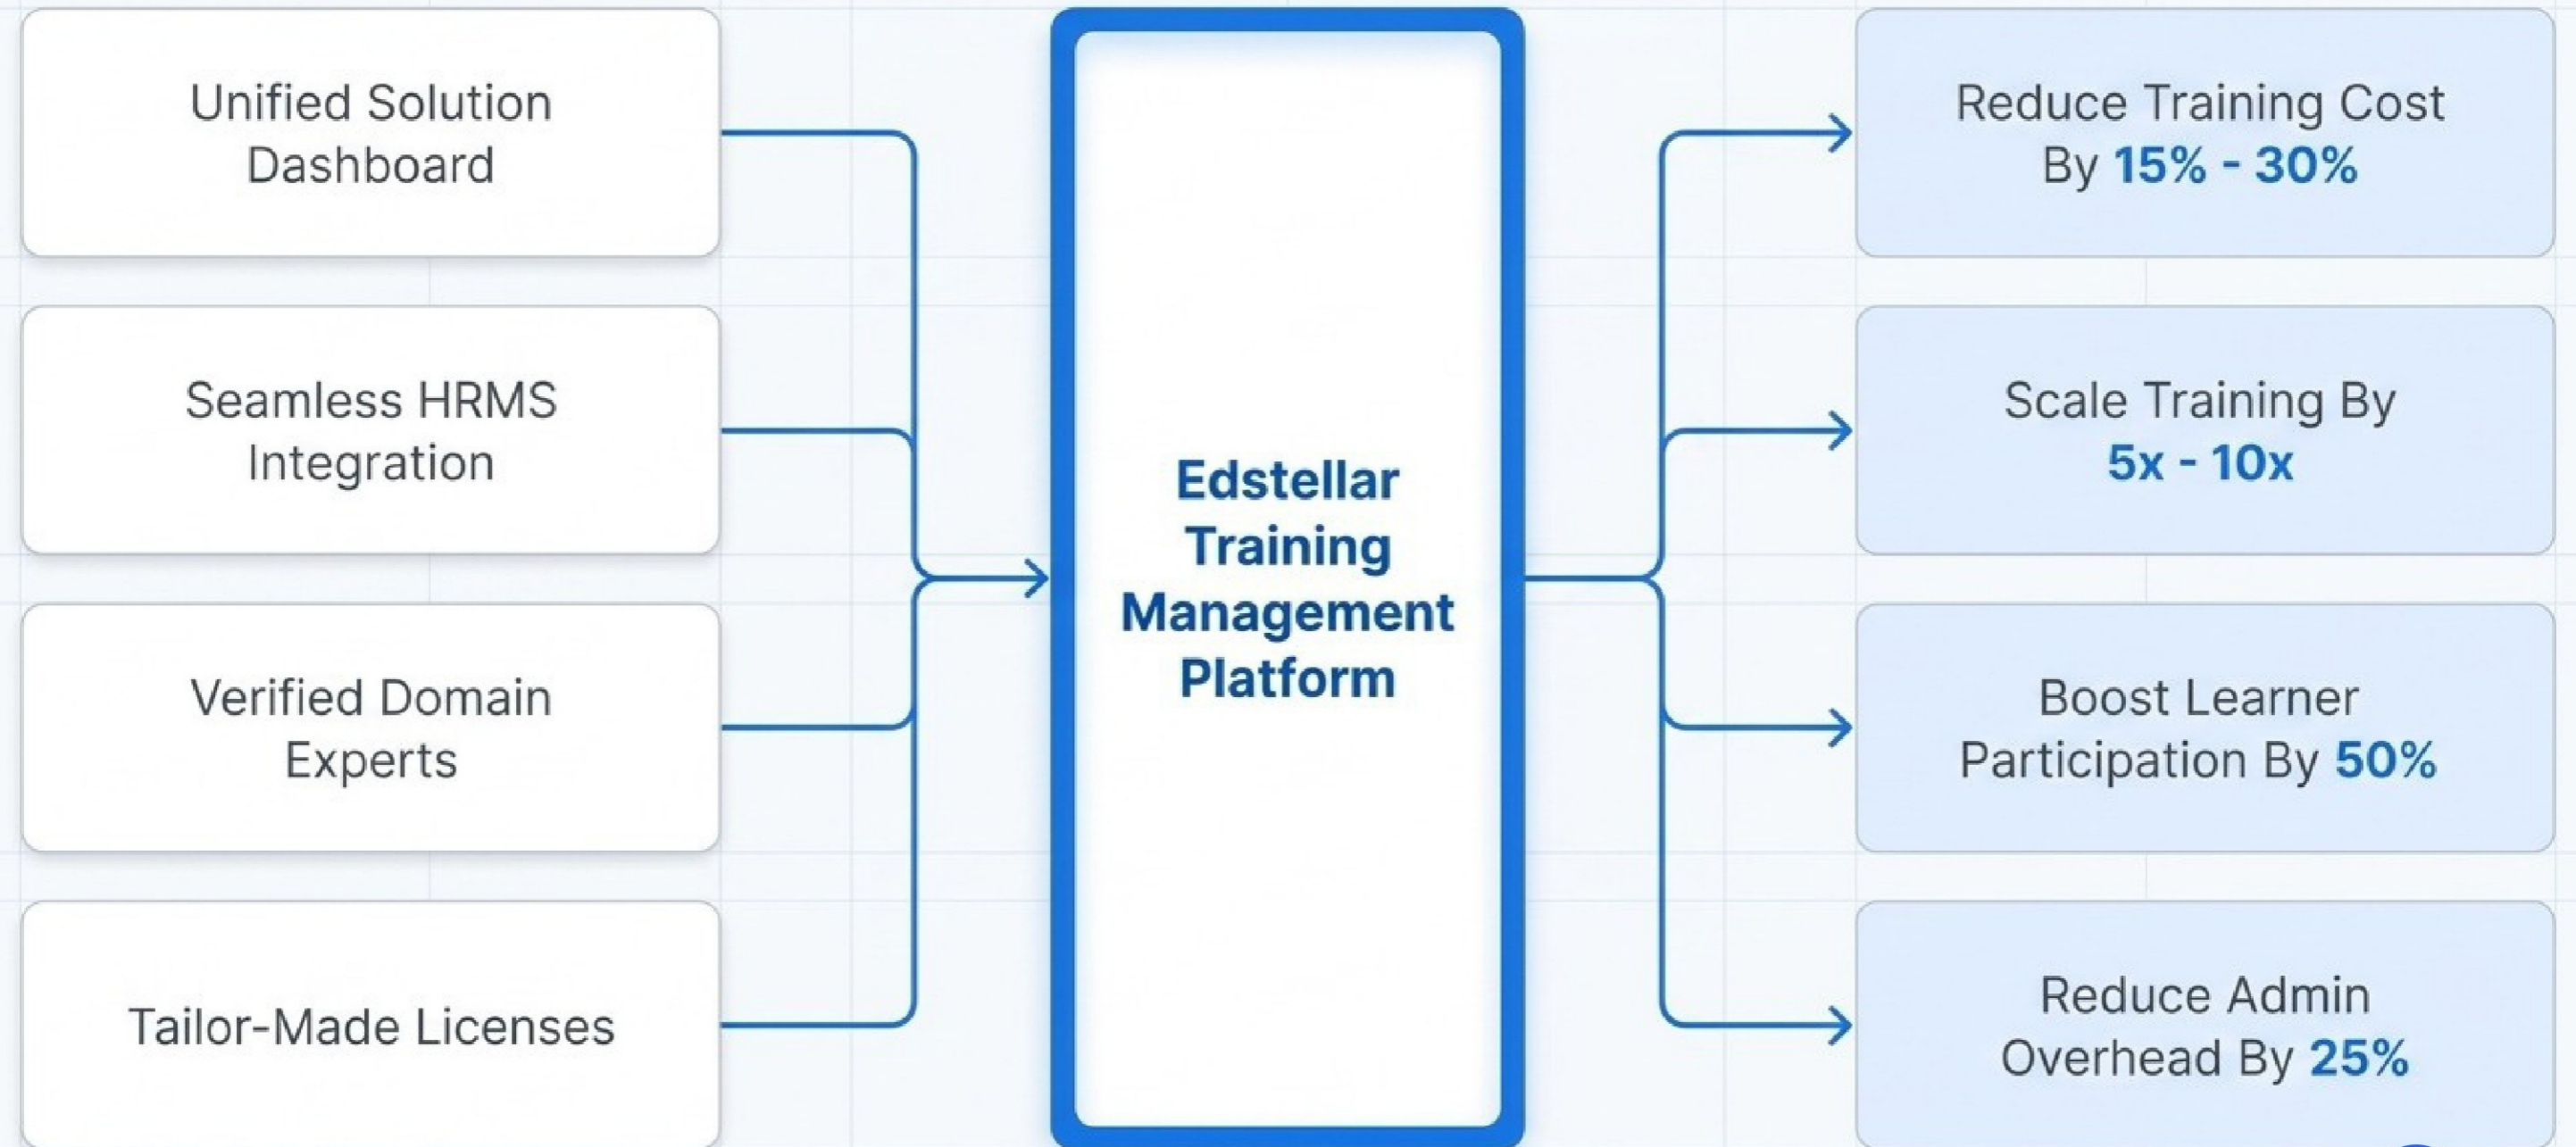 Unified Solution
Dashboard
Seamless HRMS
Integration
Verified Domain
Experts
Tailor-Made Licenses
Edstellar
Training
Management
Platform
Reduce Training Cost
By 15% - 30%
Scale Training By
5x - 10x
Boost Learner
Participation By 50%
Reduce Admin
Overhead By 25%